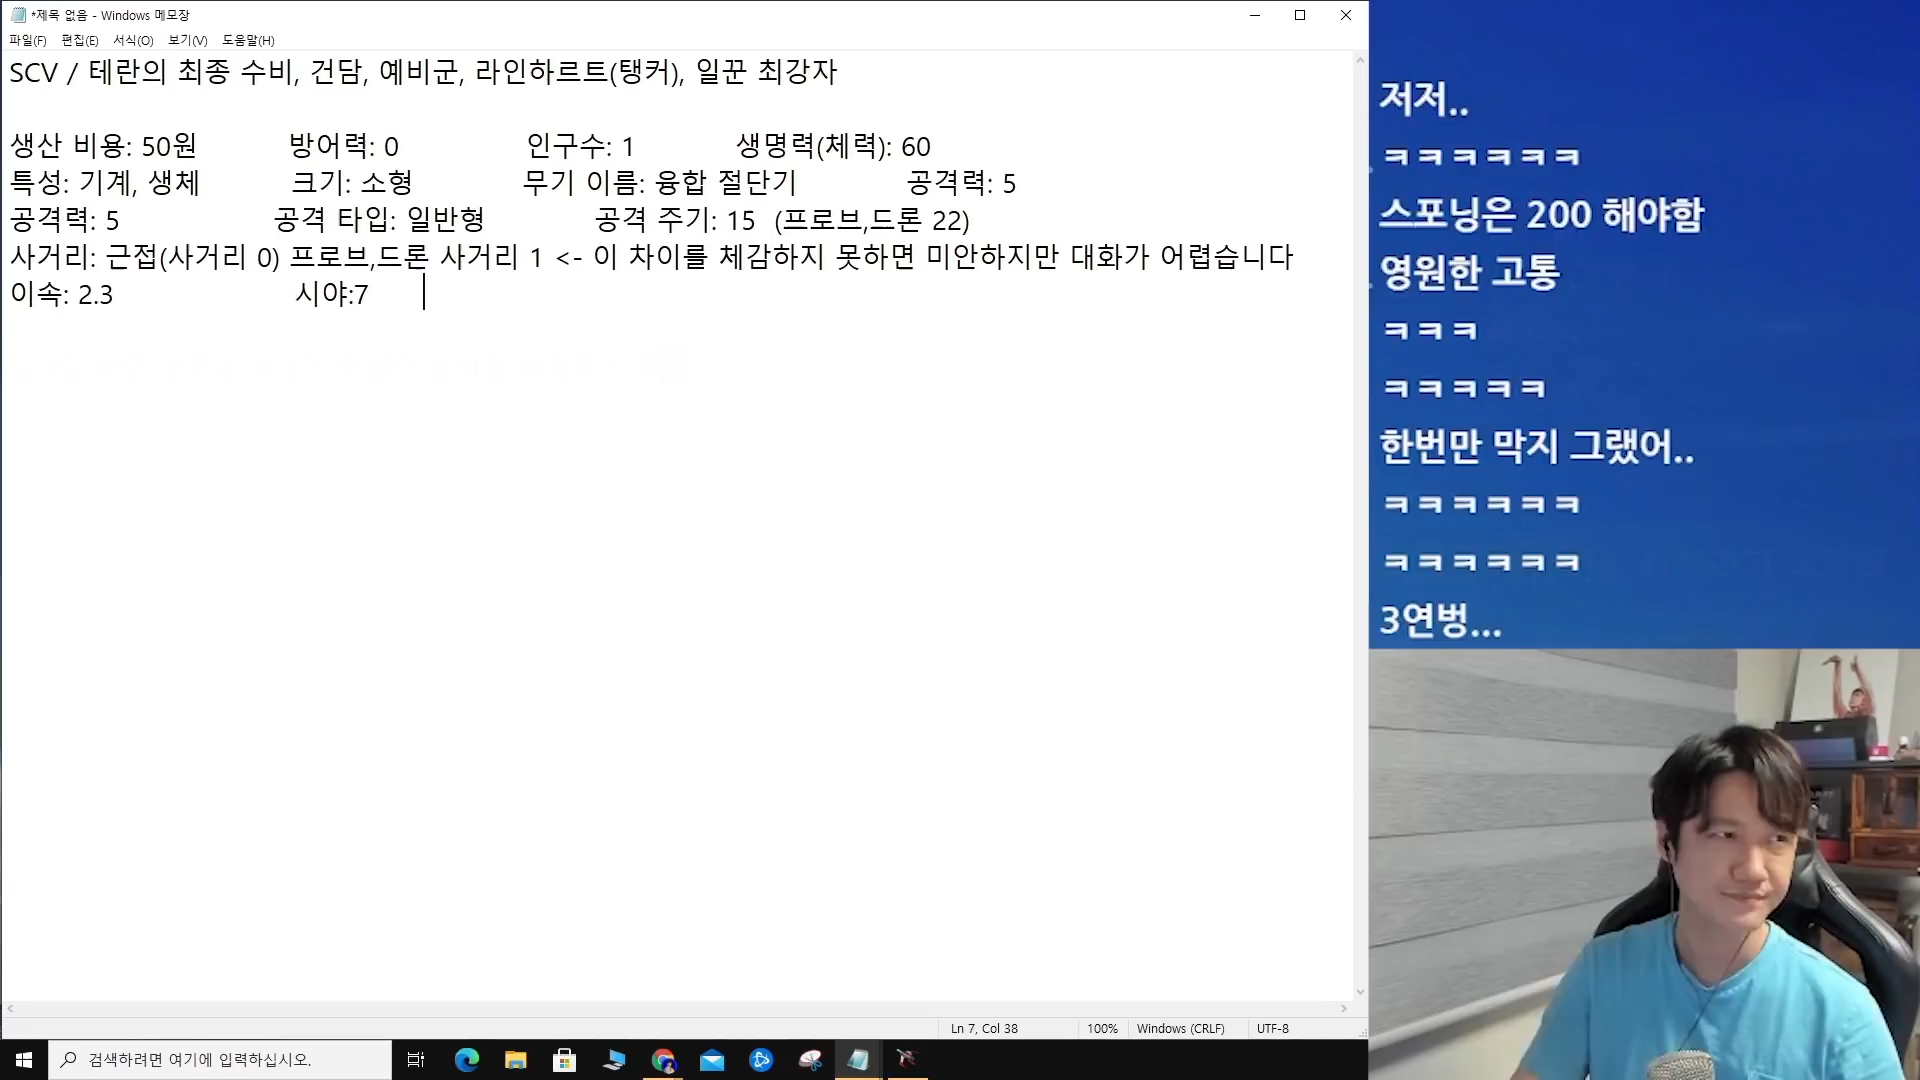 *제목 없음 - Windows 메모장
파일(F) 편집(E) 서식(O) 보기(V) 도움말(H)
SCV / 테란의 최종 수비, 건담, 예비군, 라인하르트(탱커), 일꾼 최강자
생산 비용: 50원 방어력: 0 인구수: 1 생명력(체력): 60
특성: 기계, 생체 크기: 소형 무기 이름: 융합 절단기 공격력: 5
공격력: 5 공격 타입: 일반형 공격 주기: 15 (프로브,드론 22)
사거리: 근접(사거리 0) 프로브,드론 사거리 1 <- 이 차이를 체감하지 못하면 미안하지만 대화가 어렵습니다
이속: 2.3 시야:7
Ln 7, Col 38 100% Windows (CRLF) UTF-8
검색하려면 여기에 입력하십시오.
저저..
ㅋㅋㅋㅋㅋㅋ
스포닝은 200 해야함
영원한 고통
ㅋㅋㅋ
ㅋㅋㅋㅋㅋ
한번만 막지 그랬어..
ㅋㅋㅋㅋㅋㅋ
ㅋㅋㅋㅋㅋㅋ
3연벙...